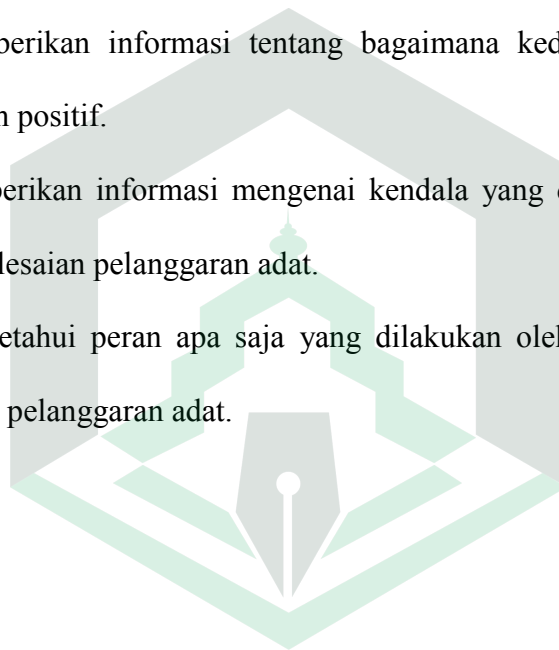 berikan informasi tentang bagaimana ked
n positif.
berikan informasi mengenai kendala yang
lesaian pelanggaran adat.
etahui peran apa saja yang dilakukan oleh
pelanggaran adat.